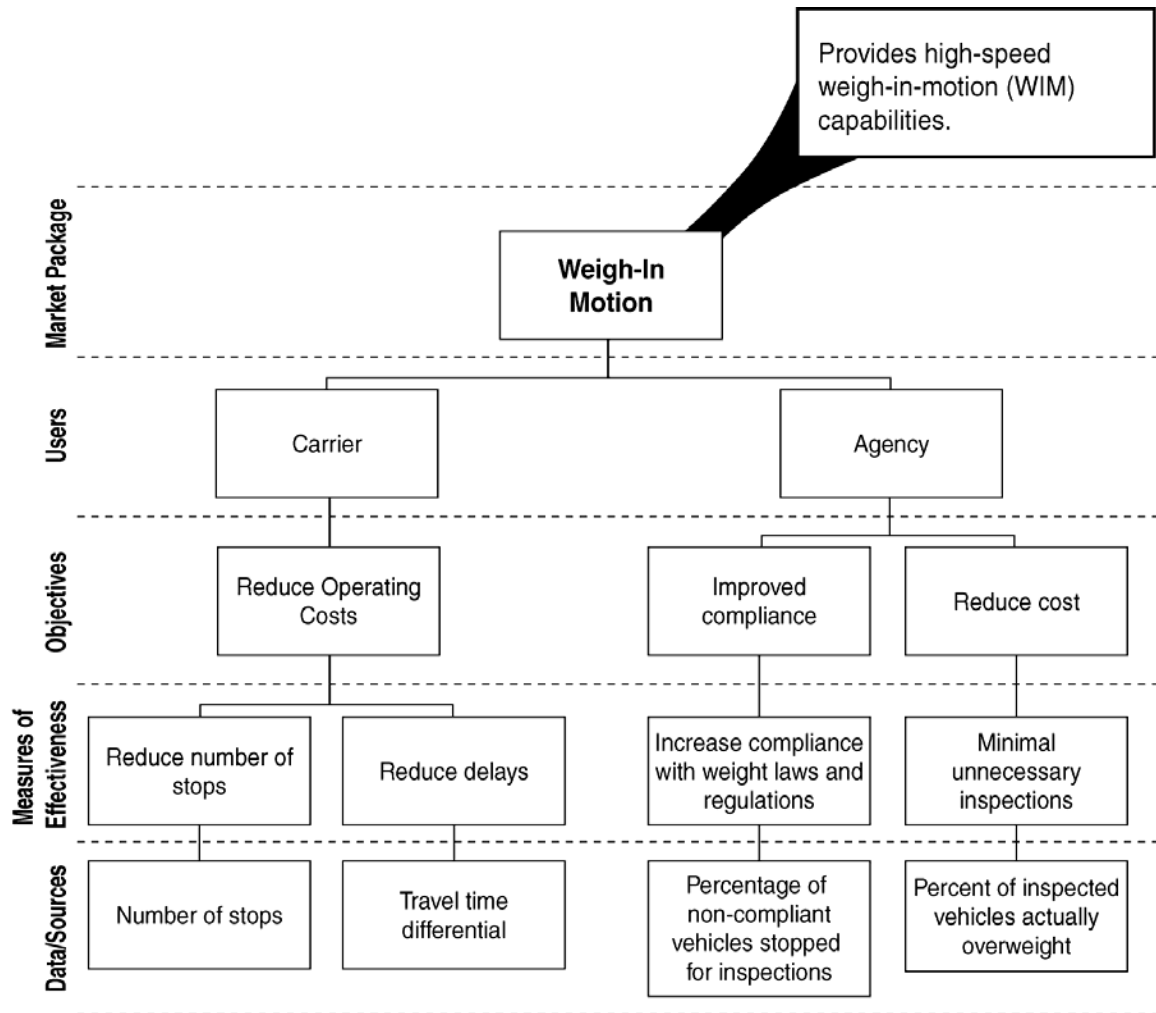 Provides high-speed
weigh-in-motion (WIM)
capabilities.
Market Package
Weigh-In
Motion
Users
Carrier
Agency
Objectives
Reduce Operating
Costs
Improved
compliance
Reduce cost
Measures of
Effectiveness
Reduce number of
stops
Reduce delays
Increase compliance
with weight laws and
regulations
Minimal
unnecessary
inspections
Data/Sources
Number of stops
Travel time
differential
Percentage of
non-compliant
vehicles stopped
for inspections
Percent of inspected
vehicles actually
overweight